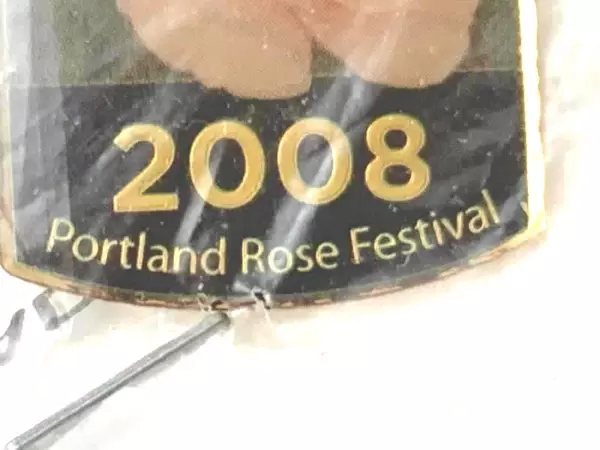 2008
Portland Rose Festival